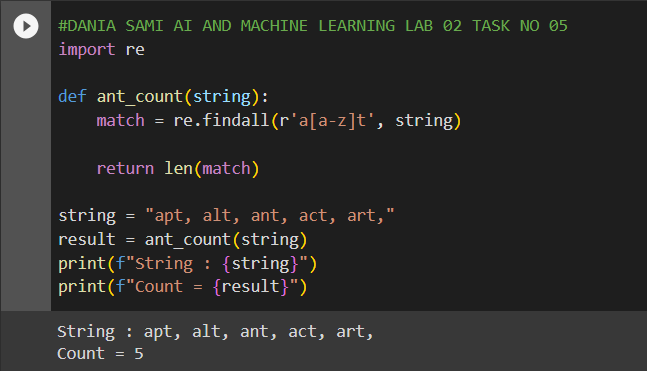 #DANIA SAMI AI AND MACHINE LEARNING LAB 02 TASK NO 05
import re
def ant_count(string):
match = re.findall(r'a[a-z]t', string)
return len(match)
string = "apt, alt, ant, act, art,"
result = ant_count(string)
print(f"String : {string}")
print(f"Count = {result}")
String : apt, alt, ant, act, art,
Count = 5